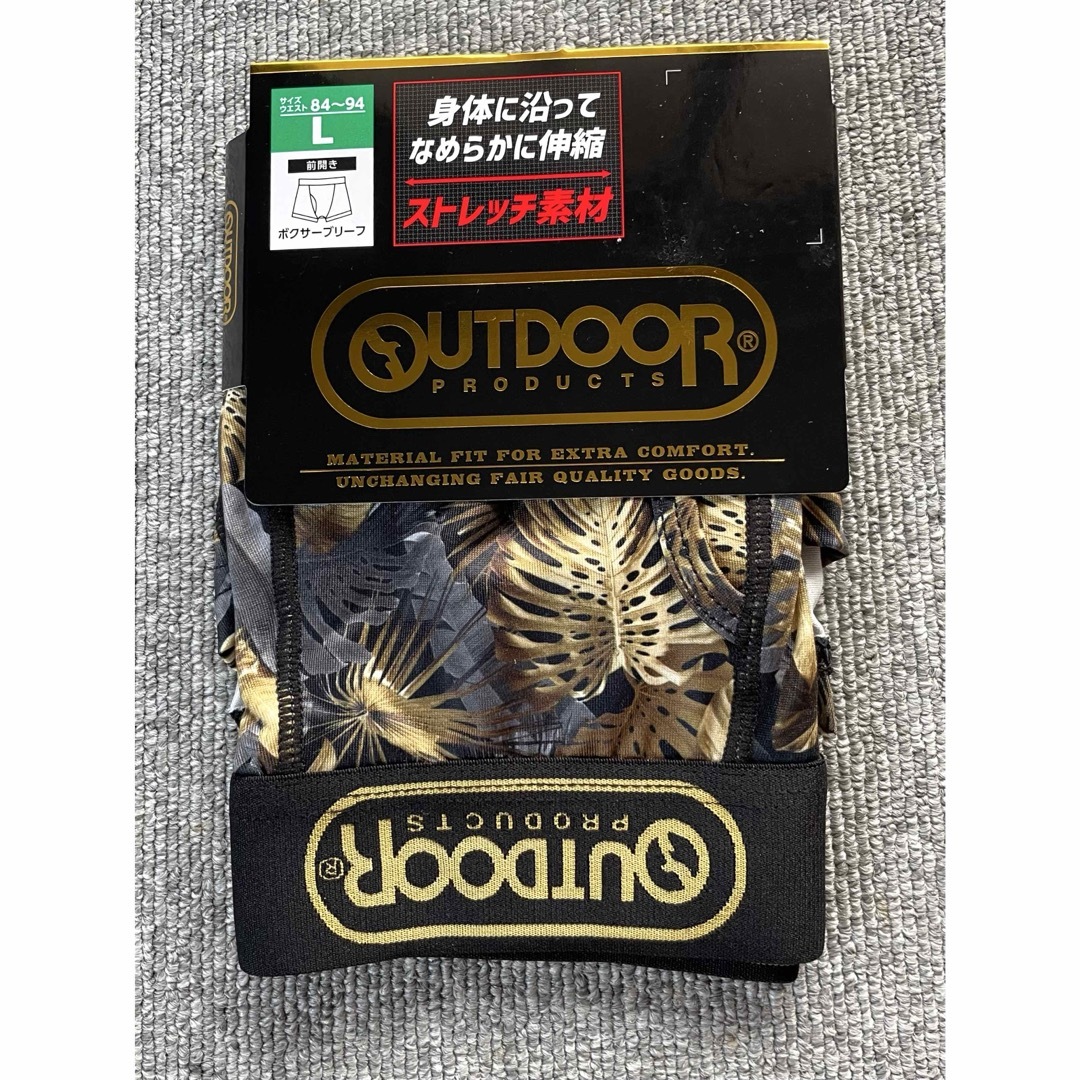 サイズ
ウエスト 84〜94
L
前開き
ボクサーブリーフ
身体に沿って
なめらかに伸縮
ストレッチ素材
OUTDOOR®
PRODUCTS
MATERIAL FIT FOR EXTRA COMFORT.
UNCHANGING FAIR QUALITY GOODS.
OUTDOOR
OUTDOOR®
PRODUCTS